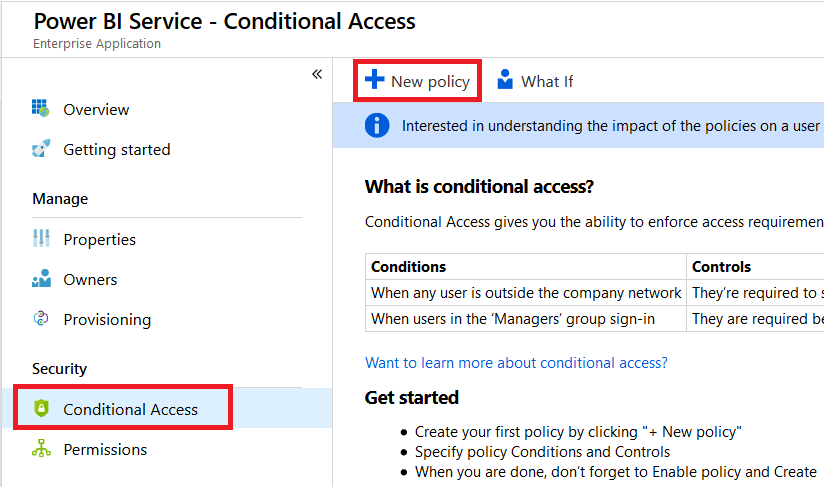 Power BI Service - Conditional Access
Enterprise Application
«
Overview
Getting started
Manage
Properties
Owners
Provisioning
Security
Conditional Access
Permissions
New policy
What If
Interested in understanding the impact of the policies on a user
What is conditional access?
Conditional Access gives you the ability to enforce access
Conditions Controls
When any user is outside the company network They're required to
When users in the 'Managers' group sign-in They are required
Want to learn more about conditional access?
Get started
• Create your first policy by clicking "+ New policy"
• Specify policy Conditions and Controls
• When you are done, don't forget to Enable policy and Create